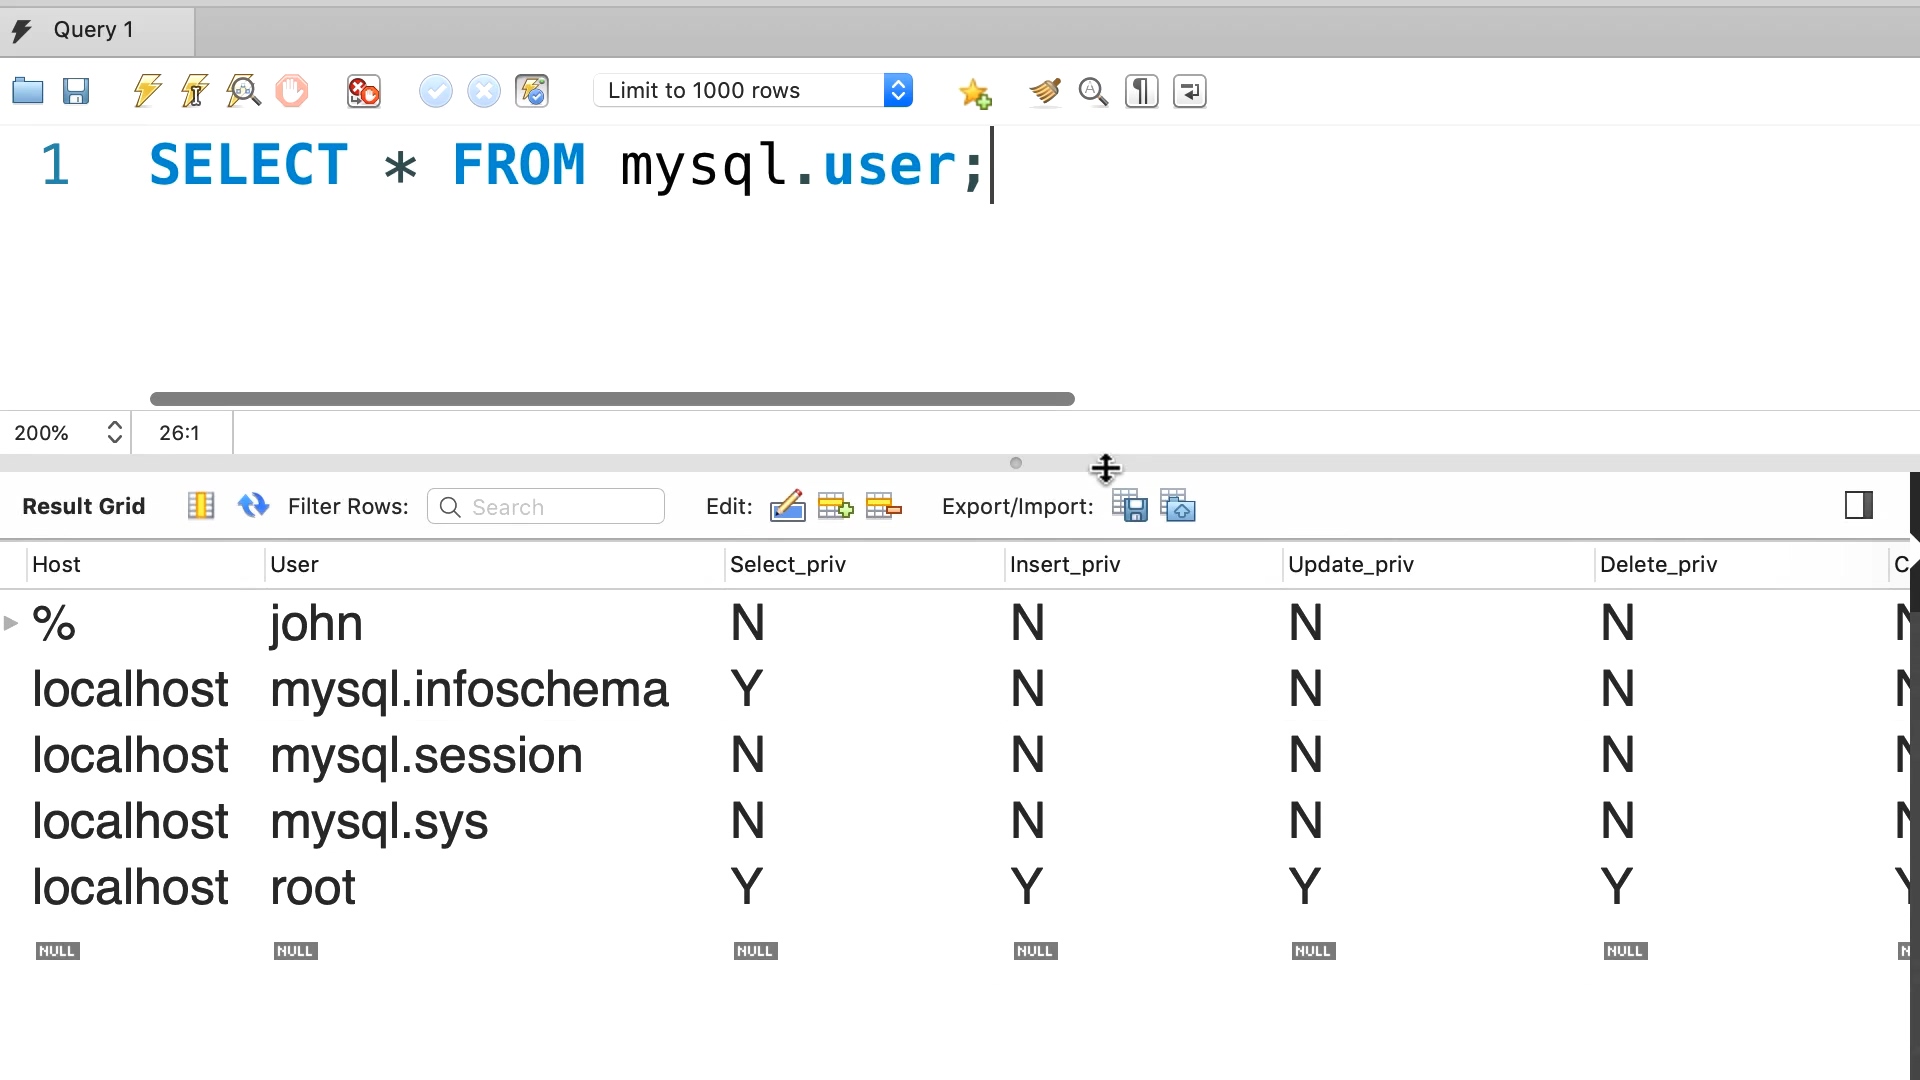 Query 1
Limit to 1000 rows
1 SELECT * FROM mysql.user;
200% 26:1
Result Grid Filter Rows: Search Edit: Export/Import:
Host User Select_priv Insert_priv Update_priv Delete_priv C
% john N N N N N
localhost mysql.infoschema Y N N N N
localhost mysql.session N N N N N
localhost mysql.sys N N N N N
localhost root Y Y Y Y Y
NULL NULL NULL NULL NULL NULL N